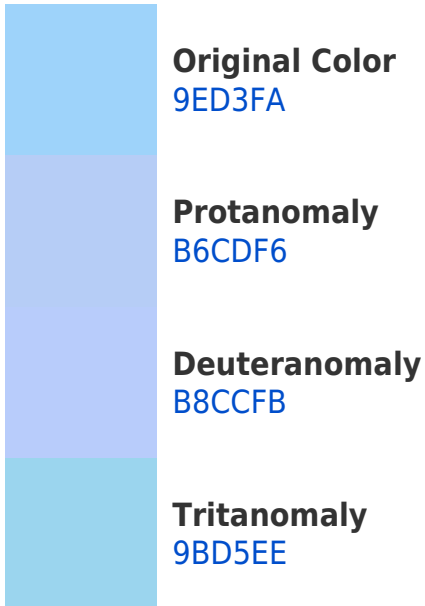 Original Color
9ED3FA
Protanomaly
B6CDF6
Deuteranomaly
B8CCFB
Tritanomaly
9BD5EE